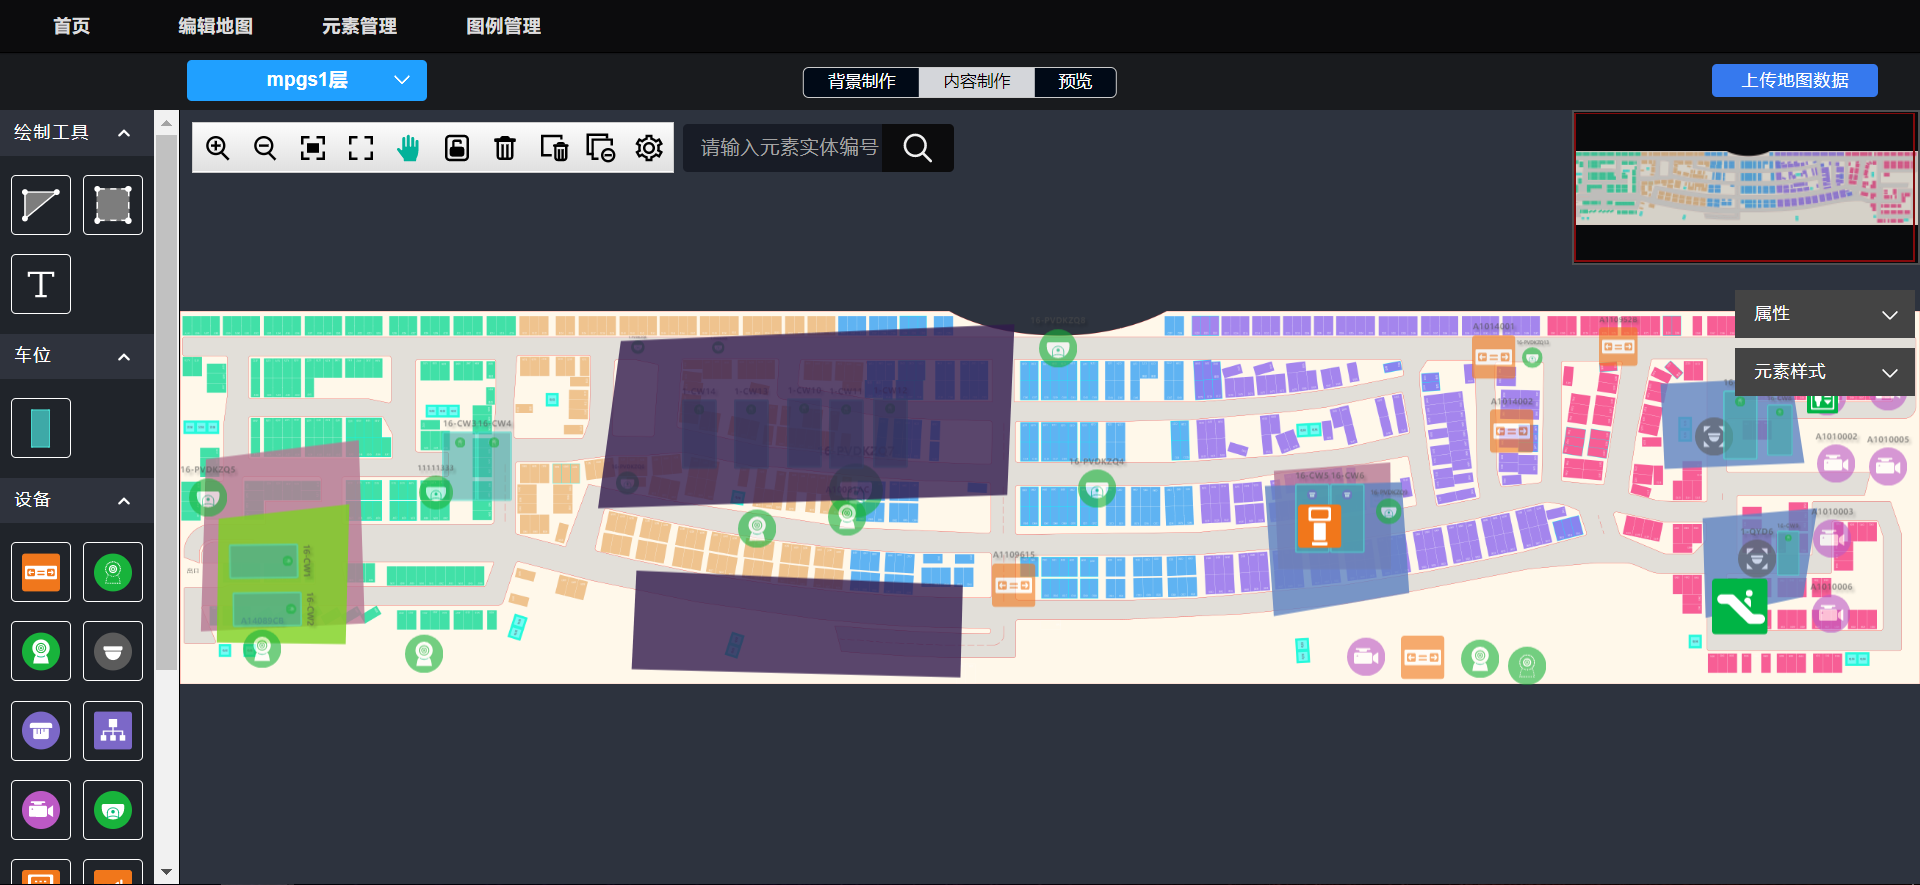 首页
编辑地图
元素管理
图例管理
mpgs1层
背景制作
内容制作
预览
上传地图数据
绘制工具
请输入元素实体编号
T
属性
元素样式
车位
设备
A1014001
A1014002
16-CW3
16-CW4
16-PVDKZQ5
16-PVDKZQ4
16-CW5
16-CW6
A1010002
A1010005
A1010003
A1010006
A1109615
16-CW1
16-CW2
出口